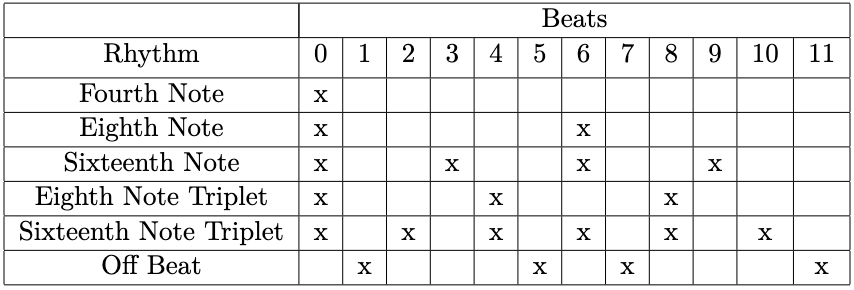 Beats
Rhythm 0 1 2 3 4 5 6 7 8 9 10 11
Fourth Note x
Eighth Note x x
Sixteenth Note x x x x
Eighth Note Triplet x x x
Sixteenth Note Triplet x x x x x x
Off Beat x x x x